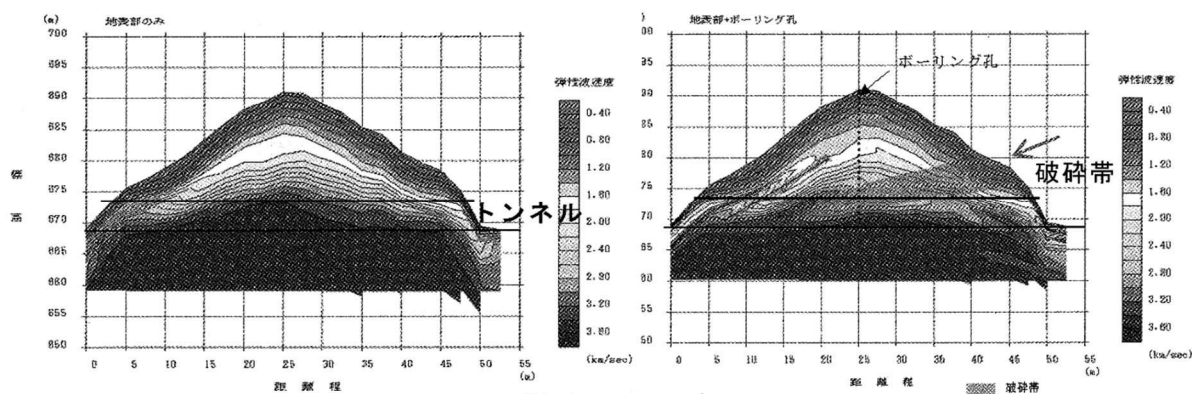 (m)
地表部のみ
700
695
690
685
680
675
670
665
660
655
650
標高
トンネル
0 5 10 15 20 25 30 35 40 45 50 55
(m)
距離程
弾性波速度
0.40
0.80
1.20
1.60
2.00
2.40
2.80
3.20
3.60
(km/sec)
)
地表部+ボーリング孔
00
95
90
85
80
75
70
65
60
55
50
ボーリング孔
破砕帯
0 5 10 15 20 25 30 35 40 45 50 55
(m)
距離程
破砕帯
弾性波速度
0.40
0.80
1.20
1.60
2.00
2.40
2.80
3.20
3.60
(km/sec)